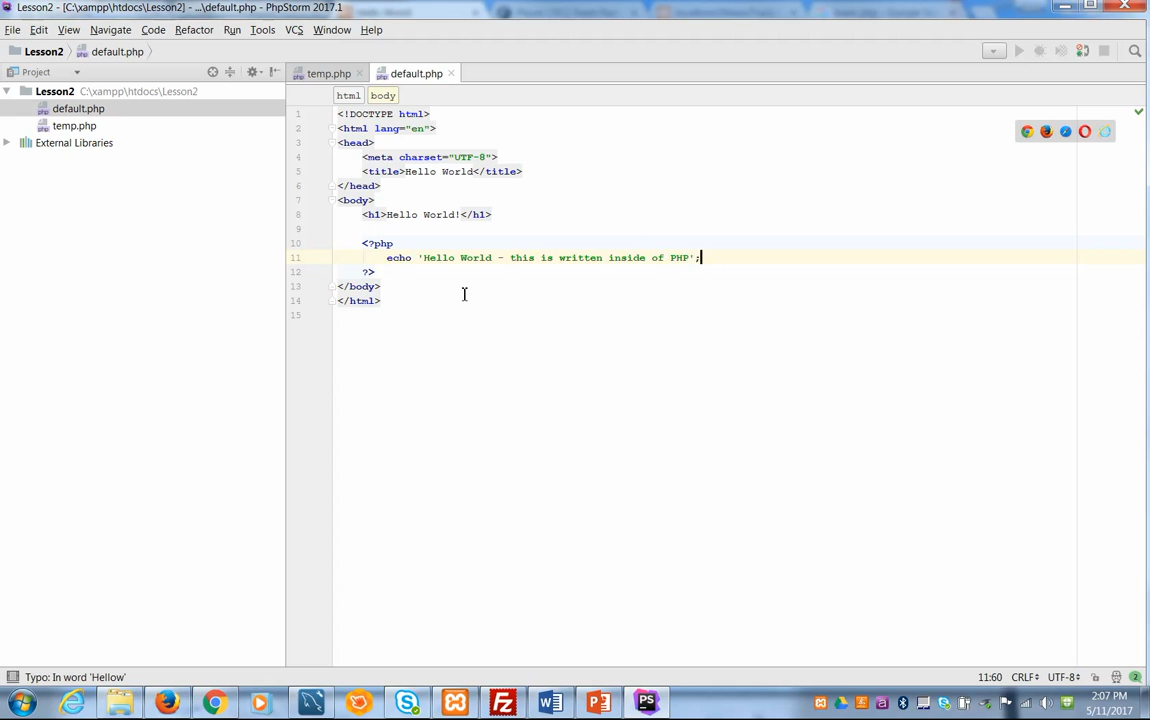 Lesson2 - [C:\xampp\htdocs\Lesson2] - ...\default.php - PhpStorm 2017.1
File Edit View Navigate Code Refactor Run Tools VCS Window Help
Lesson2 default.php
Project
temp.php default.php
Lesson2 C:\xampp\htdocs\Lesson2
default.php
temp.php
External Libraries
html body
1 <!DOCTYPE html>
2 <html lang="en">
3 <head>
4 <meta charset="UTF-8">
5 <title>Hello World</title>
6 </head>
7 <body>
8 <h1>Hello World!</h1>
9
10 <?php
11 echo 'Hello World - this is written inside of PHP';
12 ?>
13 </body>
14 </html>
15
Typo: In word 'Hellow' 11:60 CRLF UTF-8 2
2:07 PM
5/11/2017